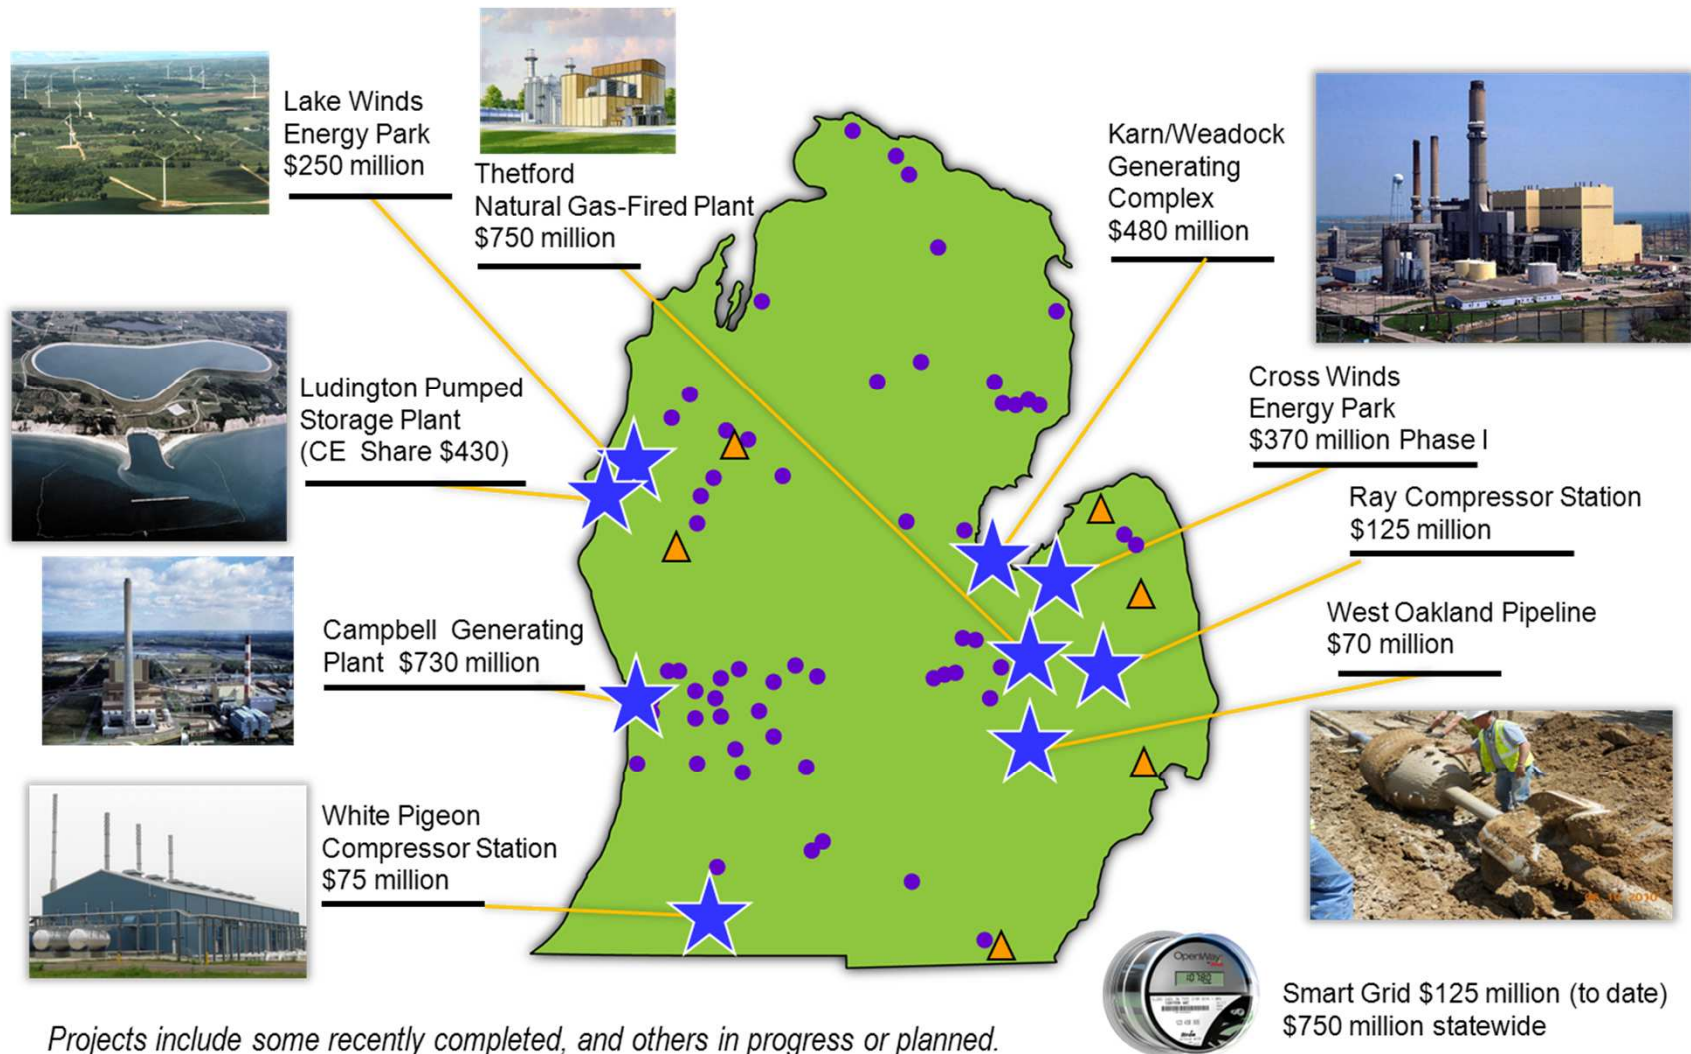 Lake Winds
Energy Park
$250 million
Thetford
Natural Gas-Fired Plant
$750 million
Karn/Weadock
Generating
Complex
$480 million
Ludington Pumped
Storage Plant
(CE Share $430)
Cross Winds
Energy Park
$370 million Phase I
Ray Compressor Station
$125 million
Campbell Generating
Plant $730 million
West Oakland Pipeline
$70 million
White Pigeon
Compressor Station
$75 million
OpenWay
Smart Grid $125 million (to date)
$750 million statewide
Projects include some recently completed, and others in progress or planned.